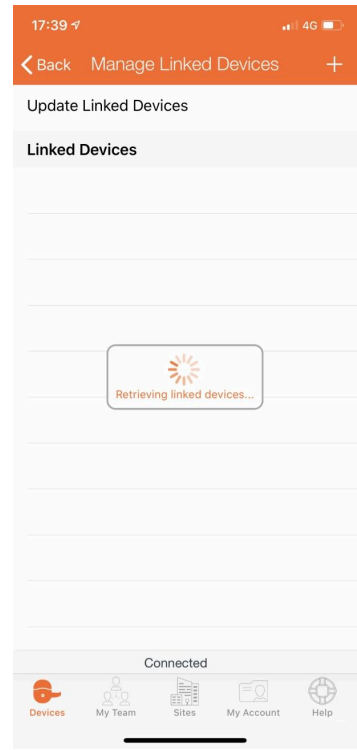 17:39
4G
Back
Manage Linked Devices
+
Update Linked Devices
Linked Devices
Retrieving linked devices...
Connected
Devices
My Team
Sites
My Account
Help